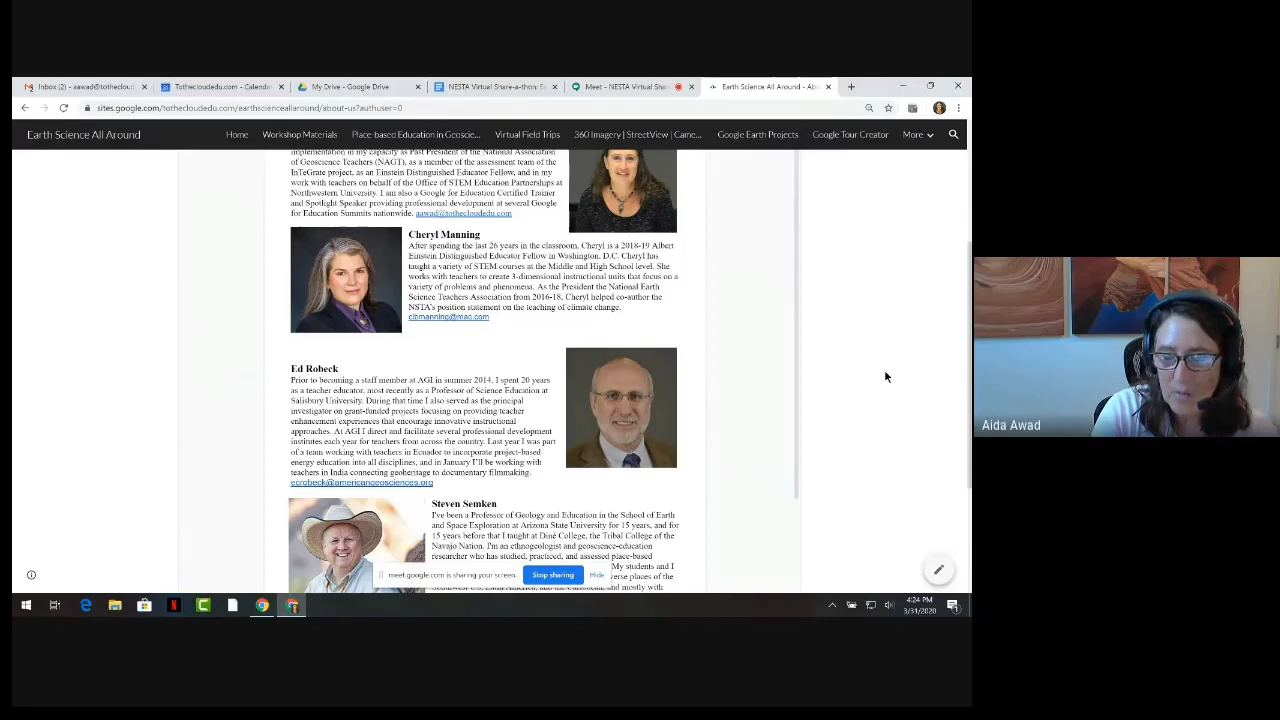 Inbox (2) - aawad@tothecloud
Tothecloudedu.com - Calendar
My Drive - Google Drive
NESTA Virtual Share-a-thon: Ea
Meet - NESTA Virtual Sha
Earth Science All Around - Abo
sites.google.com/tothecloudedu.com/earthscienceallaround/about-us?authuser=0
Earth Science All Around
Home
Workshop Materials
Place-based Education in Geoscie...
Virtual Field Trips
360 Imagery | StreetView | Came...
Google Earth Projects
Google Tour Creator
More
implementation in my capacity as Past President of the National Association
of Geoscience Teachers (NAGT), as a member of the assessment team of the
InTeGrate project, as an Einstein Distinguished Educator Fellow, and in my
work with teachers on behalf of the Office of STEM Education Partnerships at
Northwestern University. I am also a Google for Education Certified Trainer
and Spotlight Speaker providing professional development at several Google
for Education Summits nationwide. aawad@tothecloudedu.com
Cheryl Manning
After spending the last 26 years in the classroom, Cheryl is a 2018-19 Albert
Einstein Distinguished Educator Fellow in Washington, D.C. Cheryl has
taught a variety of STEM courses at the Middle and High School level. She
works with teachers to create 3-dimensional instructional units that focus on a
variety of problems and phenomena. As the President the National Earth
Science Teachers Association from 2016-18, Cheryl helped co-author the
NSTA's position statement on the teaching of climate change.
clbmanning@mac.com
Ed Robeck
Prior to becoming a staff member at AGI in summer 2014, I spent 20 years
as a teacher educator, most recently as a Professor of Science Education at
Salisbury University. During that time I also served as the principal
investigator on grant-funded projects focusing on providing teacher
enhancement experiences that encourage innovative instructional
approaches. At AGI I direct and facilitate several professional development
institutes each year for teachers from across the country. Last year I was part
of a team working with teachers in Ecuador to incorporate project-based
energy education into all disciplines, and in January I'll be working with
teachers in India connecting geoheritage to documentary filmmaking.
ecrobeck@americangeosciences.org
Steven Semken
I've been a Professor of Geology and Education in the School of Earth
and Space Exploration at Arizona State University for 15 years, and for
15 years before that I taught at Diné College, the Tribal College of the
Navajo Nation. I'm an ethnogeologist and geoscience-education
researcher who has studied, practiced, and assessed place-based
My students and I
verse places of the
and mostly with
meet.google.com is sharing your screen.
Stop sharing
Hide
4:24 PM
3/31/2020
Aida Awad